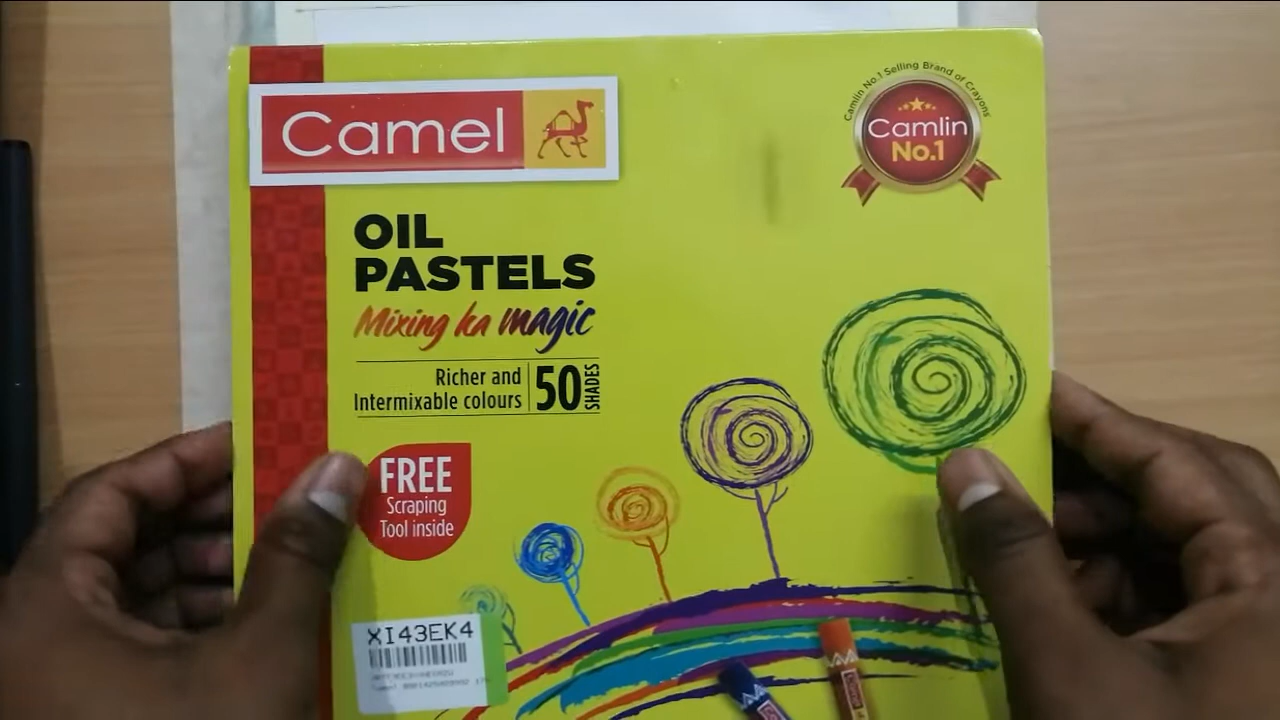 Camel
Camlin No.1 Selling Brand of Crayons
Camlin
No.1
OIL
PASTELS
Mixing ka magic
Richer and
Intermixable colours
50
SHADES
FREE
Scraping
Tool inside
XI43EK4